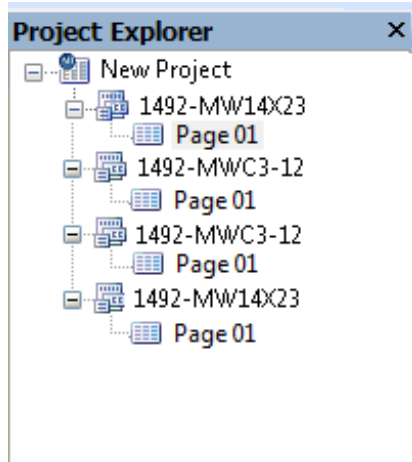 Project Explorer
New Project
1492-MW14X23
Page 01
1492-MWC3-12
Page 01
1492-MWC3-12
Page 01
1492-MW14X23
Page 01